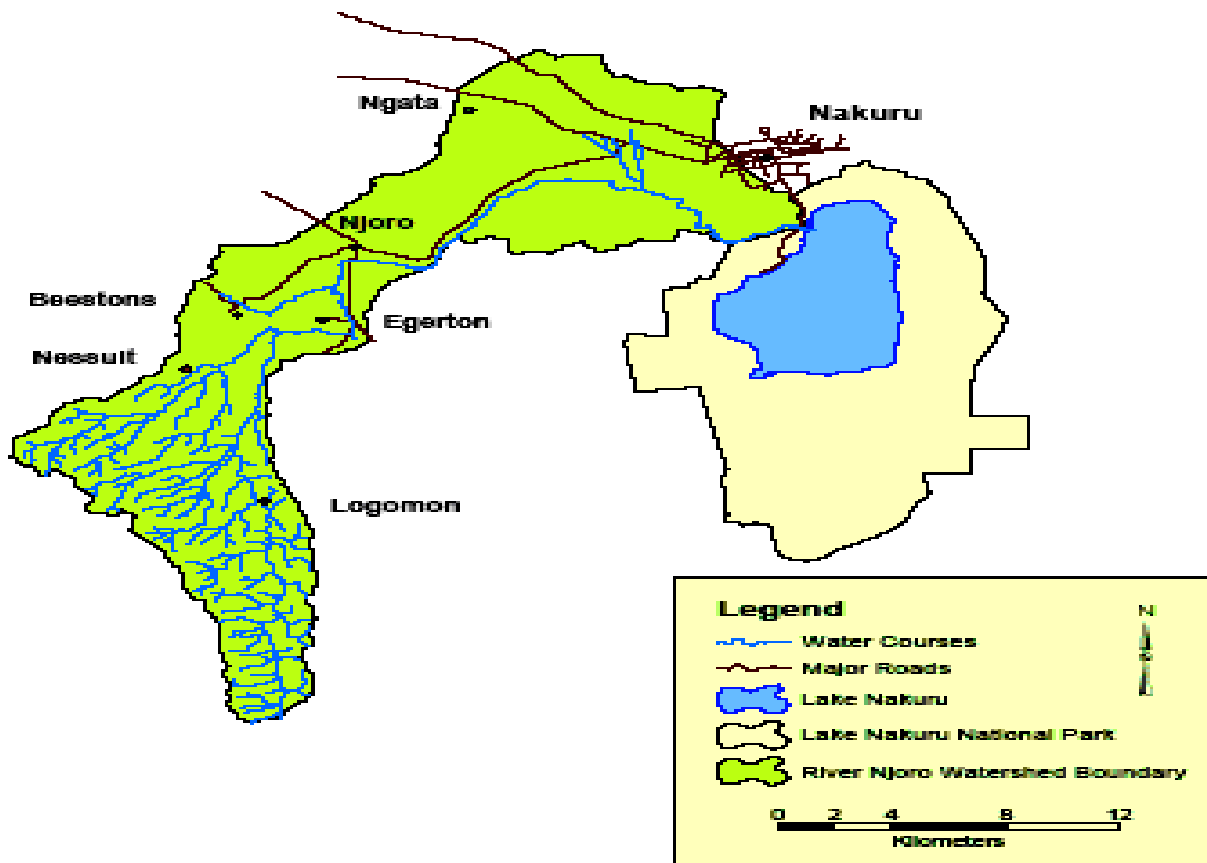 Ngata
Nakuru
Njoro
Beestons
Egerton
Nessuit
Logomon
Legend
N
Water Courses
Major Roads
Lake Nakuru
Lake Nakuru National Park
River Njoro Watershed Boundary
0 2 4 8 12
Kilometers